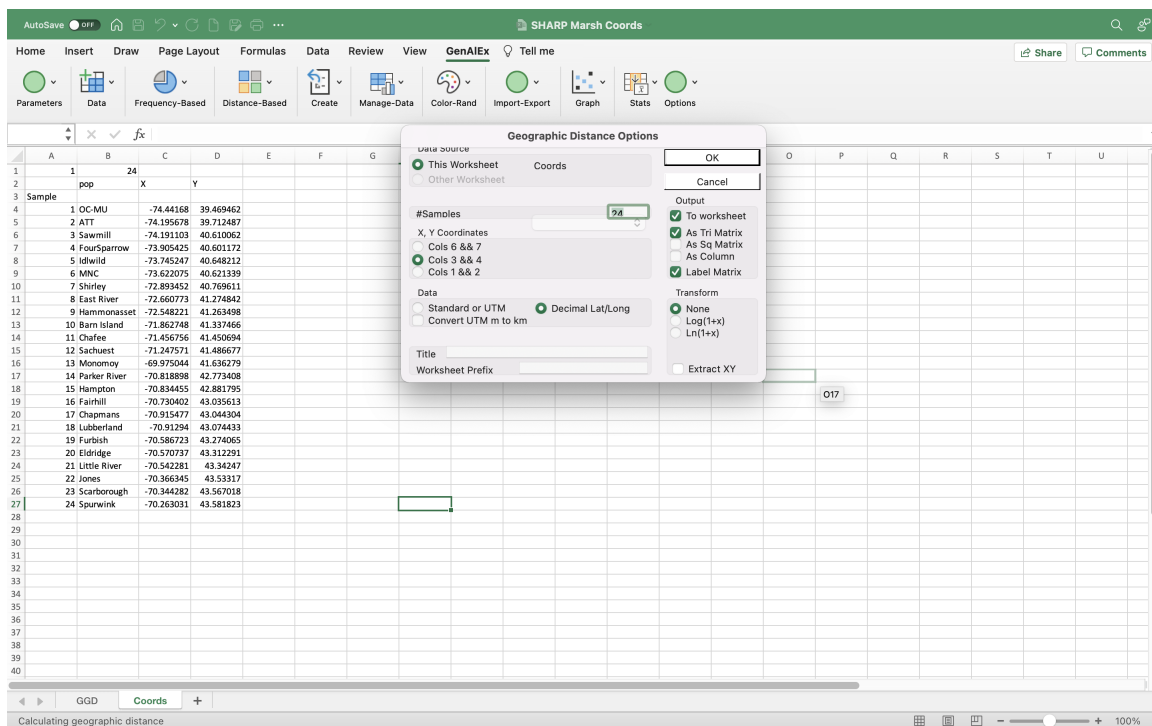 AutoSave OFF SHARP Marsh Coords
Home Insert Draw Page Layout Formulas Data Review View GenAlEx Tell me Share Comments
Parameters Data Frequency-Based Distance-Based Create Manage-Data Color-Rand Import-Export Graph Stats Options
fx
Geographic Distance Options
Data Source
This Worksheet Coords
Other Worksheet
#Samples 24
X, Y Coordinates
Cols 6 && 7
Cols 3 && 4
Cols 1 && 2
Data
Standard or UTM Decimal Lat/Long
Convert UTM m to km
Title
Worksheet Prefix
OK
Cancel
Output
To worksheet
As Tri Matrix
As Sq Matrix
As Column
Label Matrix
Transform
None
Log(1+x)
Ln(1+x)
Extract XY
A B C D E F G O P Q R S T U
1 1 24
2 pop X Y
3 Sample
4 1 OC-MU -74.44168 39.469462
5 2 ATT -74.195678 39.712487
6 3 Sawmill -74.191103 40.610062
7 4 FourSparrow -73.905425 40.601172
8 5 Idlwild -73.745247 40.648212
9 6 MNC -73.622075 40.621339
10 7 Shirley -72.893452 40.769611
11 8 East River -72.660773 41.274842
12 9 Hammonasset -72.548221 41.263498
13 10 Barn Island -71.862748 41.337466
14 11 Chafee -71.456756 41.450694
15 12 Sachuest -71.247571 41.486677
16 13 Monomoy -69.975044 41.636279
17 14 Parker River -70.818898 42.773408
18 15 Hampton -70.834455 42.881795
O17
19 16 Fairhill -70.730402 43.035613
20 17 Chapmans -70.915477 43.044304
21 18 Lubberland -70.91294 43.074433
22 19 Furbish -70.586723 43.274065
23 20 Eldridge -70.570737 43.312291
24 21 Little River -70.542281 43.34247
25 22 Jones -70.366345 43.53317
26 23 Scarborough -70.344282 43.567018
27 24 Spurwink -70.263031 43.581823
28
29
30
31
32
33
34
35
36
37
38
39
40
GGD Coords +
Calculating geographic distance 100%